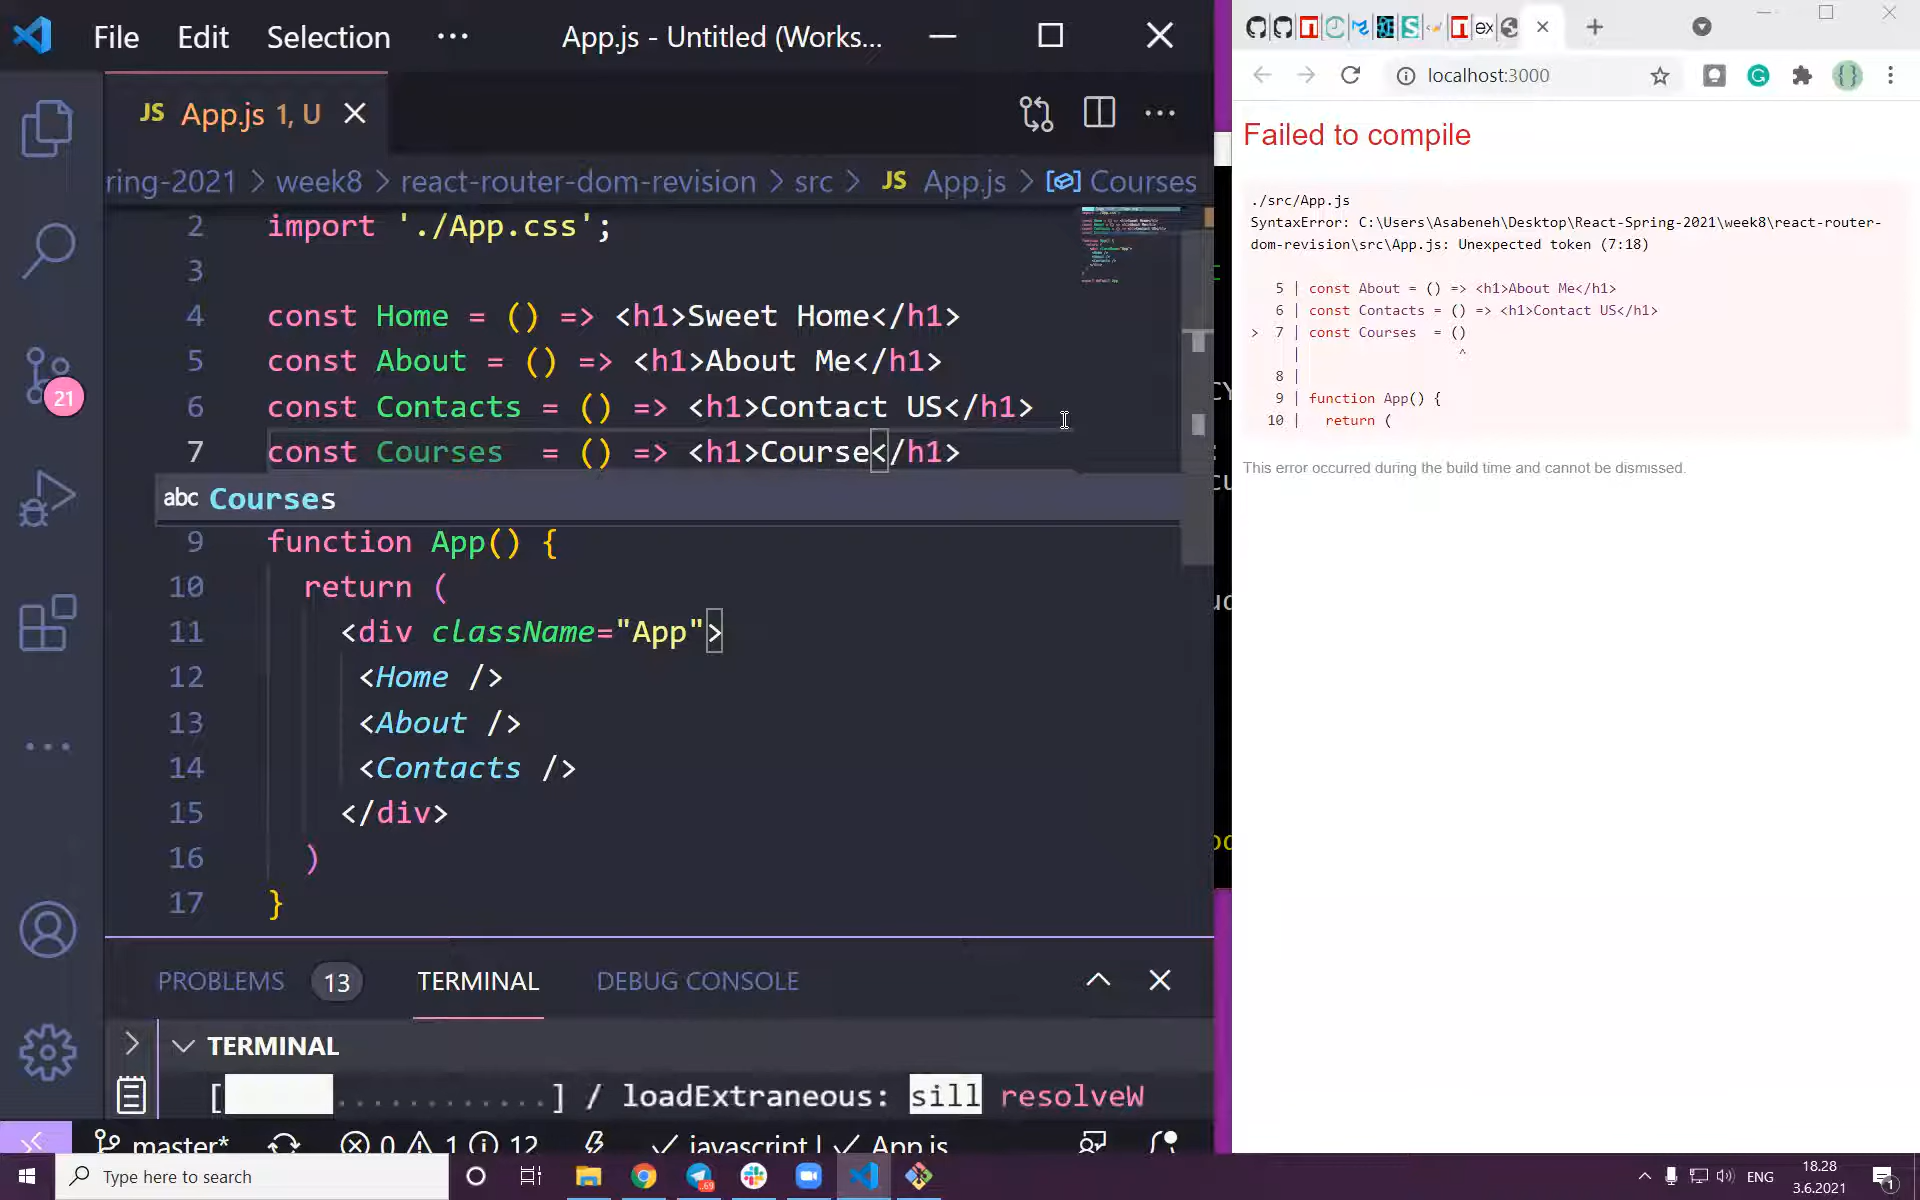 File Edit Selection ··· App.js - Untitled (Works...
JS App.js 1, U
ring-2021 > week8 > react-router-dom-revision > src > JS App.js > Courses
2 import './App.css';
3
4 const Home = () => <h1>Sweet Home</h1>
5 const About = () => <h1>About Me</h1>
6 const Contacts = () => <h1>Contact US</h1>
7 const Courses  = () => <h1>Course</h1>
abc Courses
9 function App() {
10 return (
11 <div className="App">
12 <Home />
13 <About />
14 <Contacts />
15 </div>
16 )
17 }
21
PROBLEMS 13 TERMINAL DEBUG CONSOLE
TERMINAL
[ ............] / loadExtraneous: sill resolveW
master* 0 1 12 javascript | App.js
localhost:3000
Failed to compile
./src/App.js
SyntaxError: C:\Users\Asabeneh\Desktop\React-Spring-2021\week8\react-router-
dom-revision\src\App.js: Unexpected token (7:18)
5 | const About = () => <h1>About Me</h1>
6 | const Contacts = () => <h1>Contact US</h1>
> 7 | const Courses  = ()
| ^
8 |
9 | function App() {
10 | return (
This error occurred during the build time and cannot be dismissed.
Type here to search
ENG
18.28
3.6.2021
1